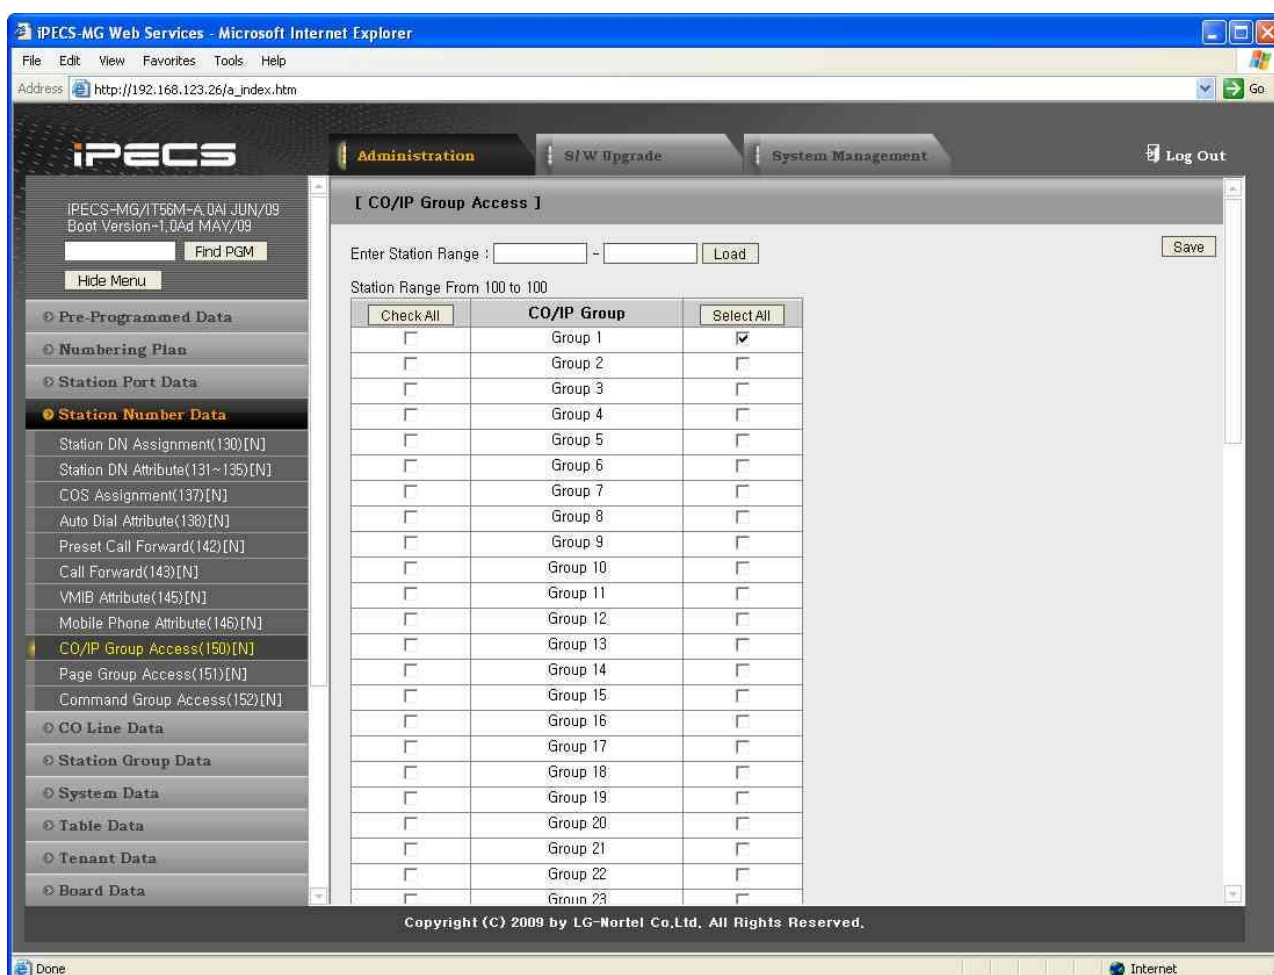 iPECS-MG Web Services - Microsoft Internet Explorer
File Edit View Favorites Tools Help
Address http://192.168.123.26/a_index.htm Go
iPECS
Administration S/W Upgrade System Management Log Out
iPECS-MG/IT56M-A.0Ai JUN/09
Boot Version-1.0Ad MAY/09
Find PGM
Hide Menu
Pre-Programmed Data
Numbering Plan
Station Port Data
Station Number Data
Station DN Assignment(130)[N]
Station DN Attribute(131~135)[N]
COS Assignment(137)[N]
Auto Dial Attribute(138)[N]
Preset Call Forward(142)[N]
Call Forward(143)[N]
VMIB Attribute(145)[N]
Mobile Phone Attribute(146)[N]
CO/IP Group Access(150)[N]
Page Group Access(151)[N]
Command Group Access(152)[N]
CO Line Data
Station Group Data
System Data
Table Data
Tenant Data
Board Data
[ CO/IP Group Access ]
Enter Station Range : - Load Save
Station Range From 100 to 100
Check All CO/IP Group Select All
Group 1
Group 2
Group 3
Group 4
Group 5
Group 6
Group 7
Group 8
Group 9
Group 10
Group 11
Group 12
Group 13
Group 14
Group 15
Group 16
Group 17
Group 18
Group 19
Group 20
Group 21
Group 22
Group 23
Copyright (C) 2009 by LG-Nortel Co,Ltd, All Rights Reserved,
Done Internet